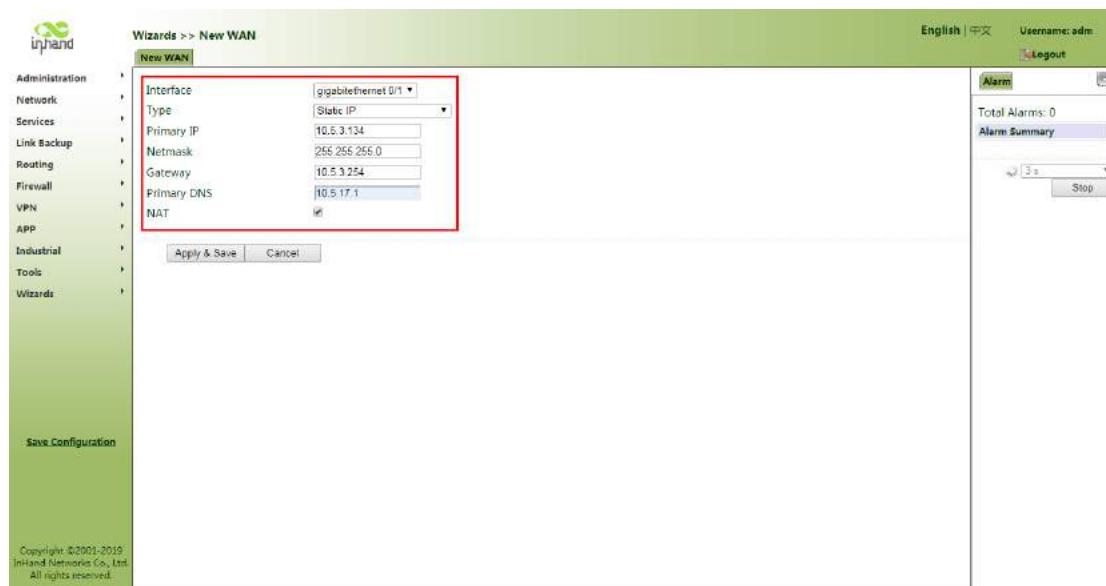 inhand
Wizards >> New WAN
English | 中文
Username: adm
Logout
New WAN
Administration
Network
Services
Link Backup
Routing
Firewall
VPN
APP
Industrial
Tools
Wizards
Save Configuration
Copyright ©2001-2019
InHand Networks Co., Ltd.
All rights reserved.
Interface gigabitethernet 0/1
Type Static IP
Primary IP 10.5.3.134
Netmask 255.255.255.0
Gateway 10.5.3.254
Primary DNS 10.5.17.1
NAT
Apply & Save Cancel
Alarm
Total Alarms: 0
Alarm Summary
3 s
Stop